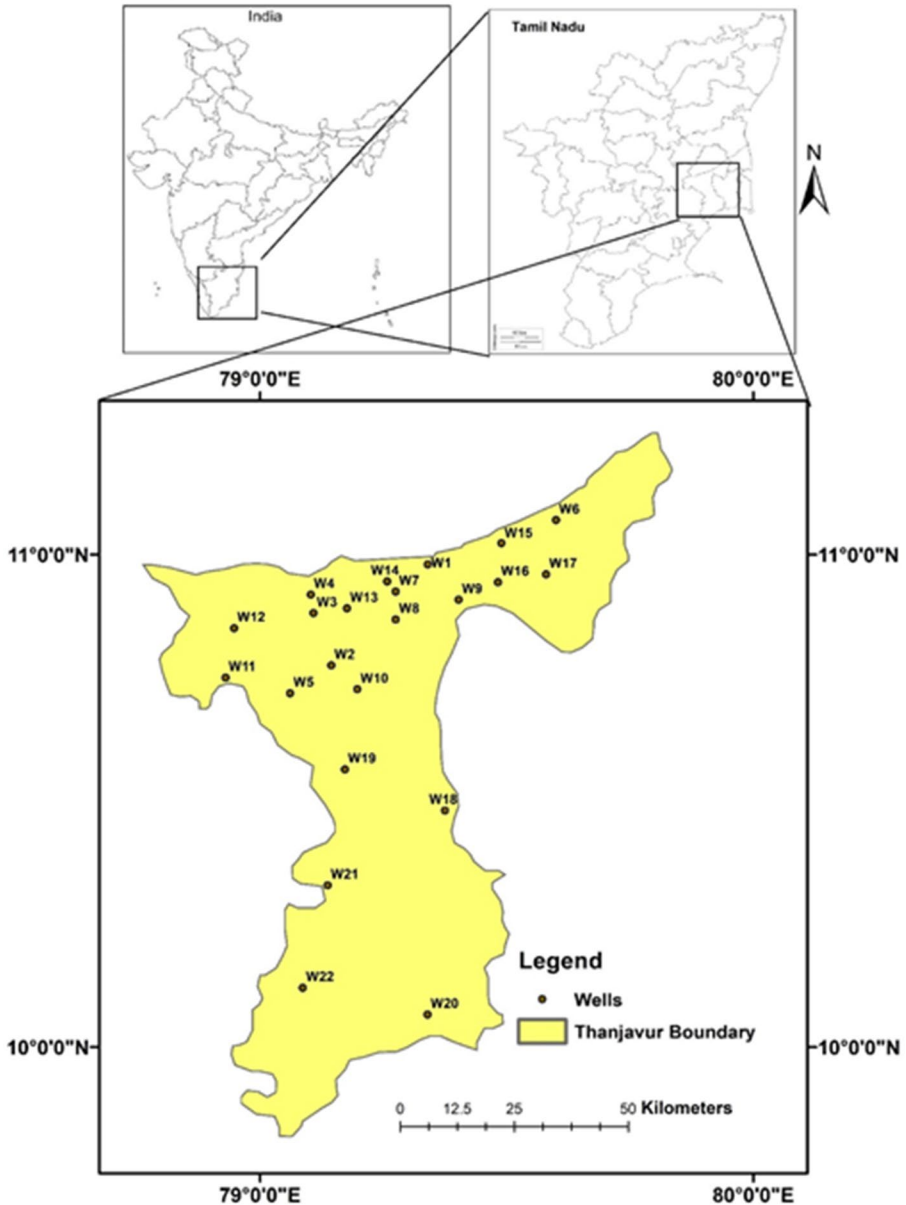 India
Tamil Nadu
N
79°0'0"E
80°0'0"E
11°0'0"N
11°0'0"N
W6
W15
W1
W14
W7
W16
W17
W4
W3
W13
W9
W8
W12
W2
W11
W5
W10
W19
W18
W21
W22
W20
Legend
Wells
Thanjavur Boundary
10°0'0"N
10°0'0"N
0 12.5 25 50 Kilometers
79°0'0"E
80°0'0"E